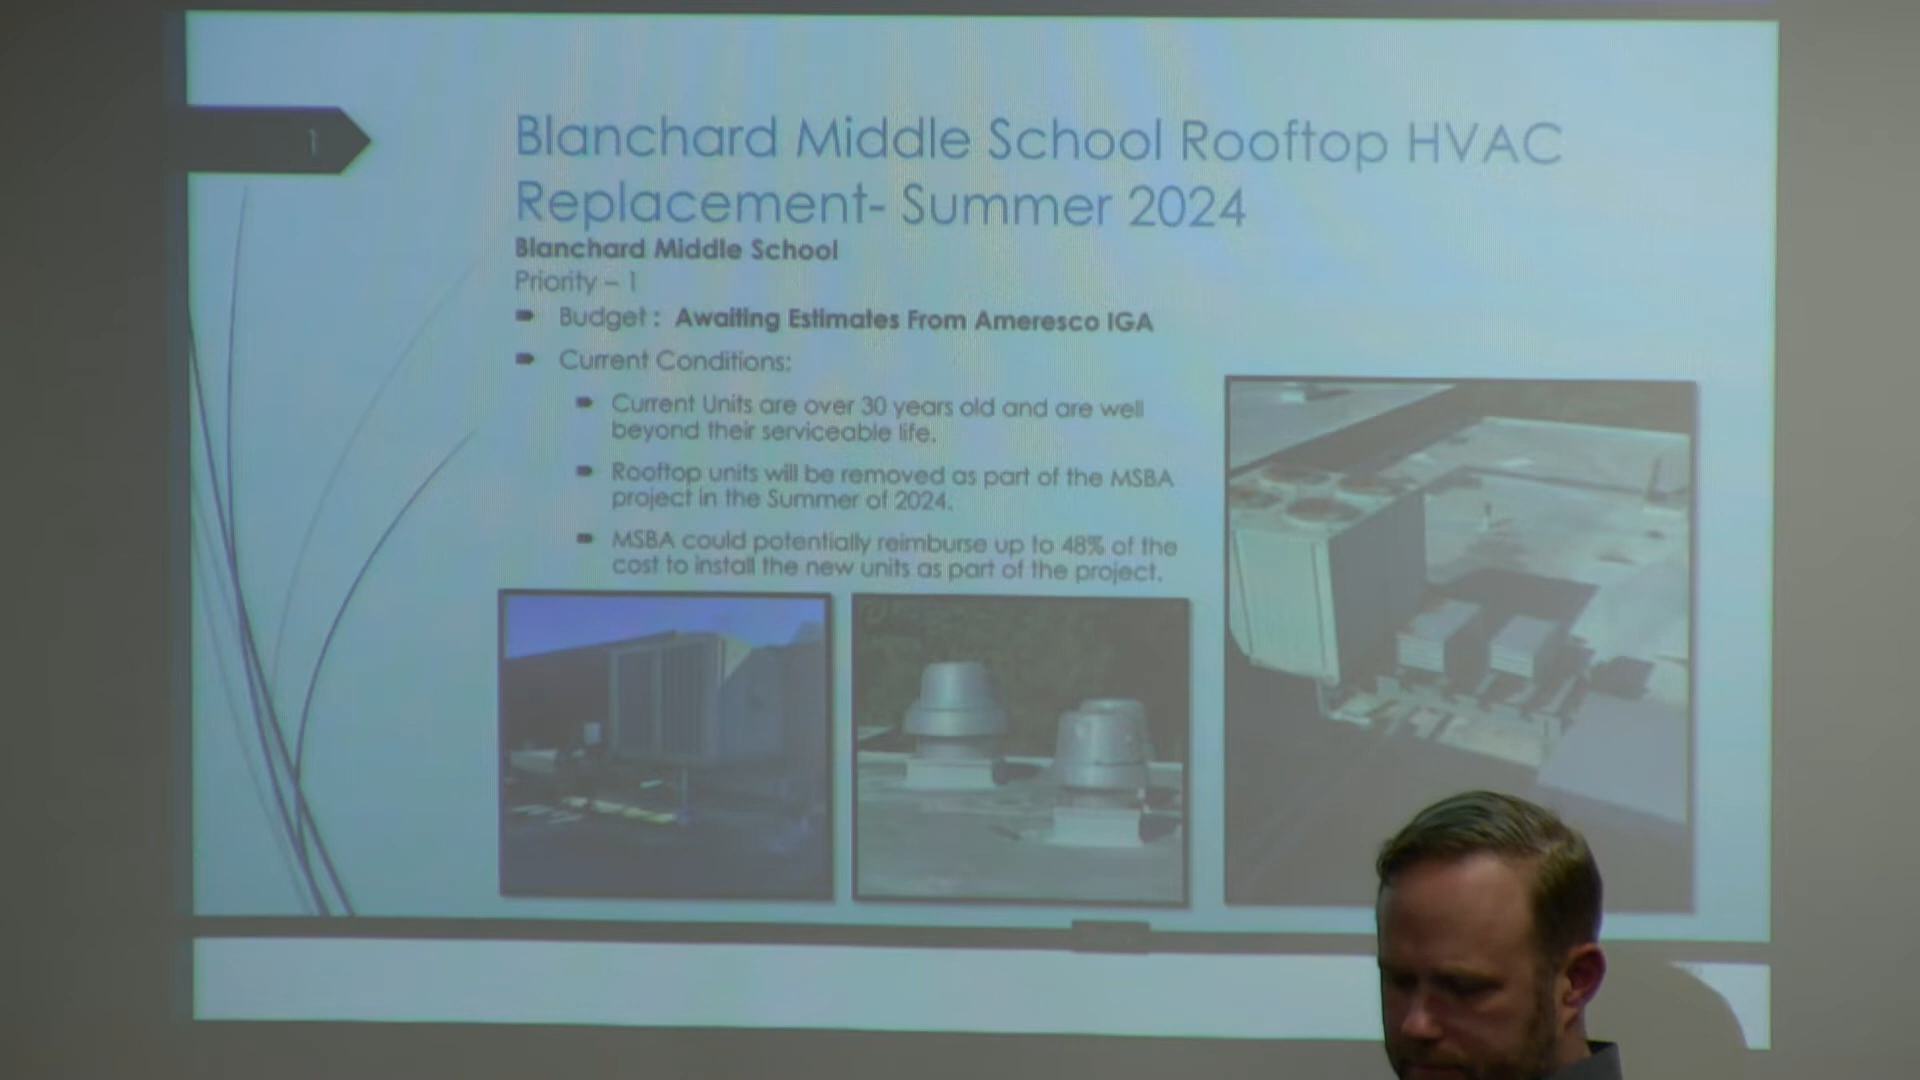 1
Blanchard Middle School Rooftop HVAC
Replacement- Summer 2024
Blanchard Middle School
Priority – 1
Budget : Awaiting Estimates From Ameresco IGA
Current Conditions:
Current Units are over 30 years old and are well
beyond their serviceable life.
Rooftop units will be removed as part of the MSBA
project in the Summer of 2024.
MSBA could potentially reimburse up to 48% of the
cost to install the new units as part of the project.